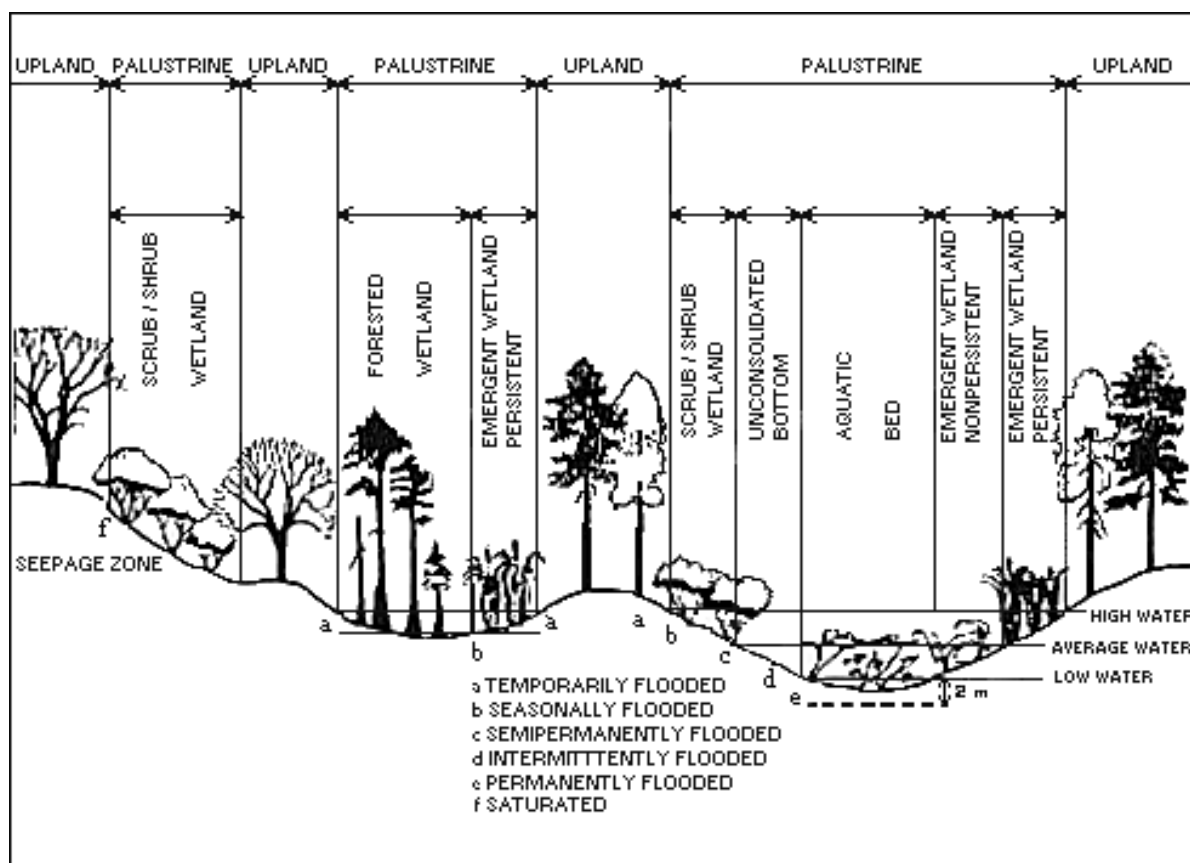 UPLAND PALUSTRINE UPLAND PALUSTRINE UPLAND PALUSTRINE UPLAND
SCRUB / SHRUB
WETLAND
FORESTED
WETLAND
EMERGENT WETLAND
PERSISTENT
SCRUB / SHRUB
WETLAND
UNCONSOLIDATED
BOTTOM
AQUATIC
BED
EMERGENT WETLAND
NONPERSISTENT
EMERGENT WETLAND
PERSISTENT
f
SEEPAGE ZONE
a
b
a
a
b
c
d
e
HIGH WATER
AVERAGE WATER
LOW WATER
2 m
a TEMPORARILY FLOODED
b SEASONALLY FLOODED
c SEMIPERMANENTLY FLOODED
d INTERMITTTENTLY FLOODED
e PERMANENTLY FLOODED
f SATURATED